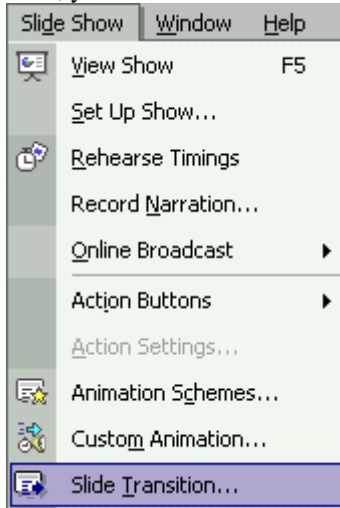 Slide Show Window Help
View Show F5
Set Up Show...
Rehearse Timings
Record Narration...
Online Broadcast
Action Buttons
Action Settings...
Animation Schemes...
Custom Animation...
Slide Transition...